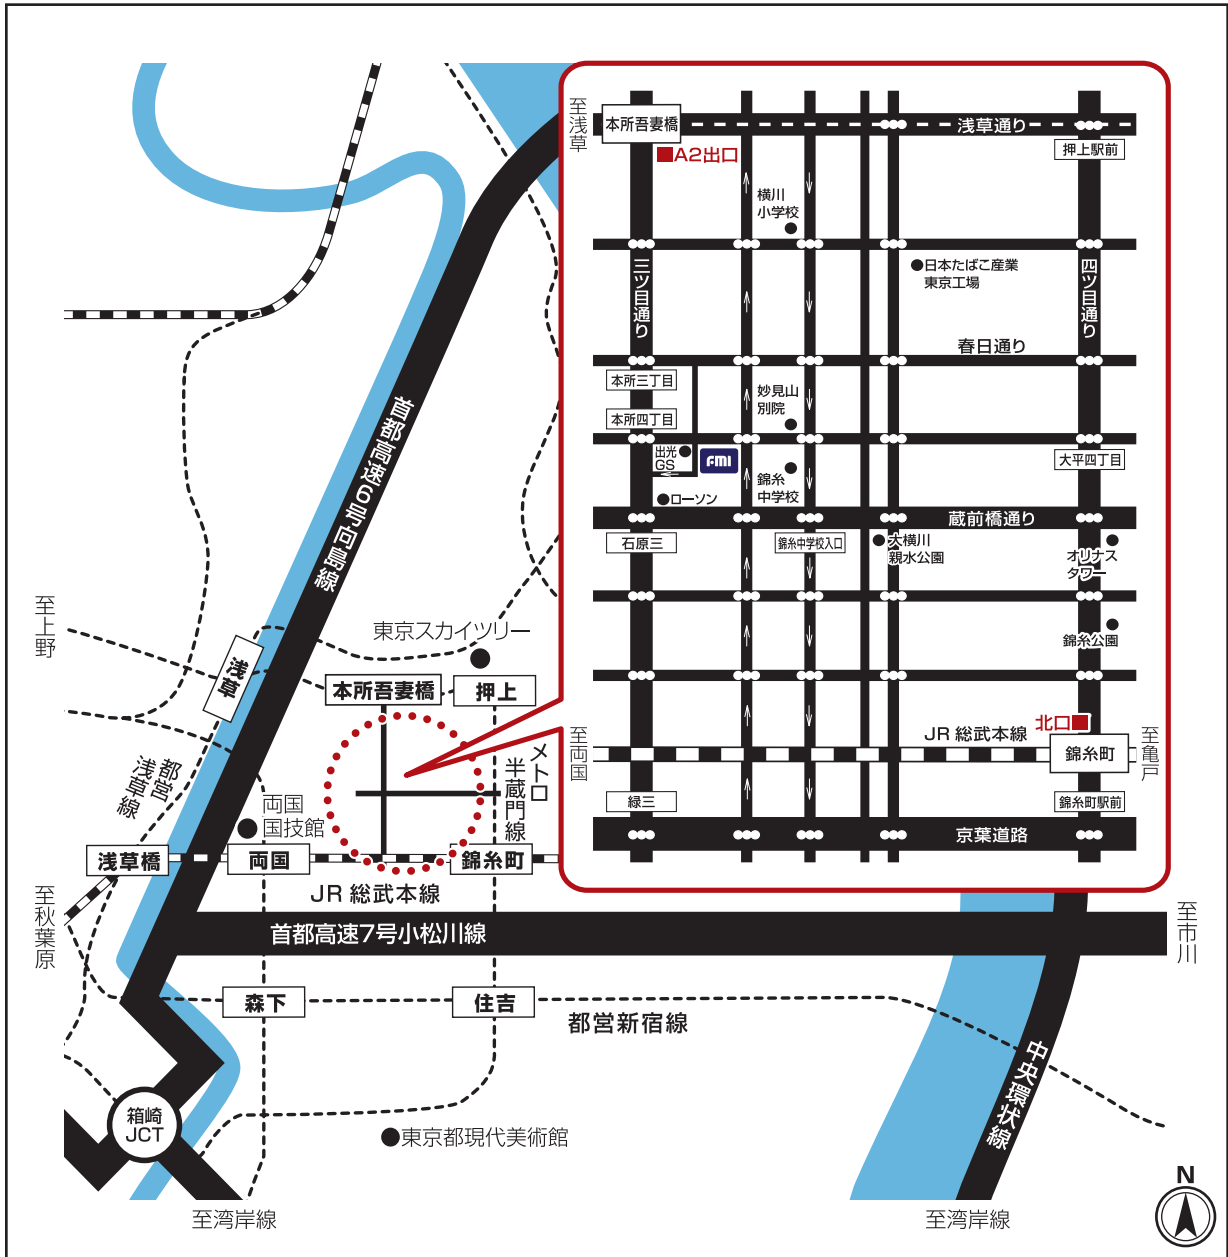 至浅草
本所吾妻橋
浅草通り
A2出口
押上駅前
横川
小学校
日本たばこ産業
東京工場
三ツ目通り
四ツ目通り
春日通り
本所三丁目
妙見山
別院
本所四丁目
出光
GS
FMI
大平四丁目
錦糸
中学校
ローソン
蔵前橋通り
石原三
錦糸中学校入口
大横川
親水公園
オリナス
タワー
錦糸公園
北口
JR 総武本線
至両国
錦糸町
至亀戸
緑三
錦糸町駅前
京葉道路
首都高速6号向島線
至上野
東京スカイツリー
浅草
本所吾妻橋
押上
都営
浅草線
メトロ
半蔵門線
両国
国技館
浅草橋
両国
錦糸町
JR 総武本線
至秋葉原
首都高速7号小松川線
至市川
森下
住吉
都営新宿線
中央環状線
箱崎
JCT
東京都現代美術館
至湾岸線
至湾岸線
N